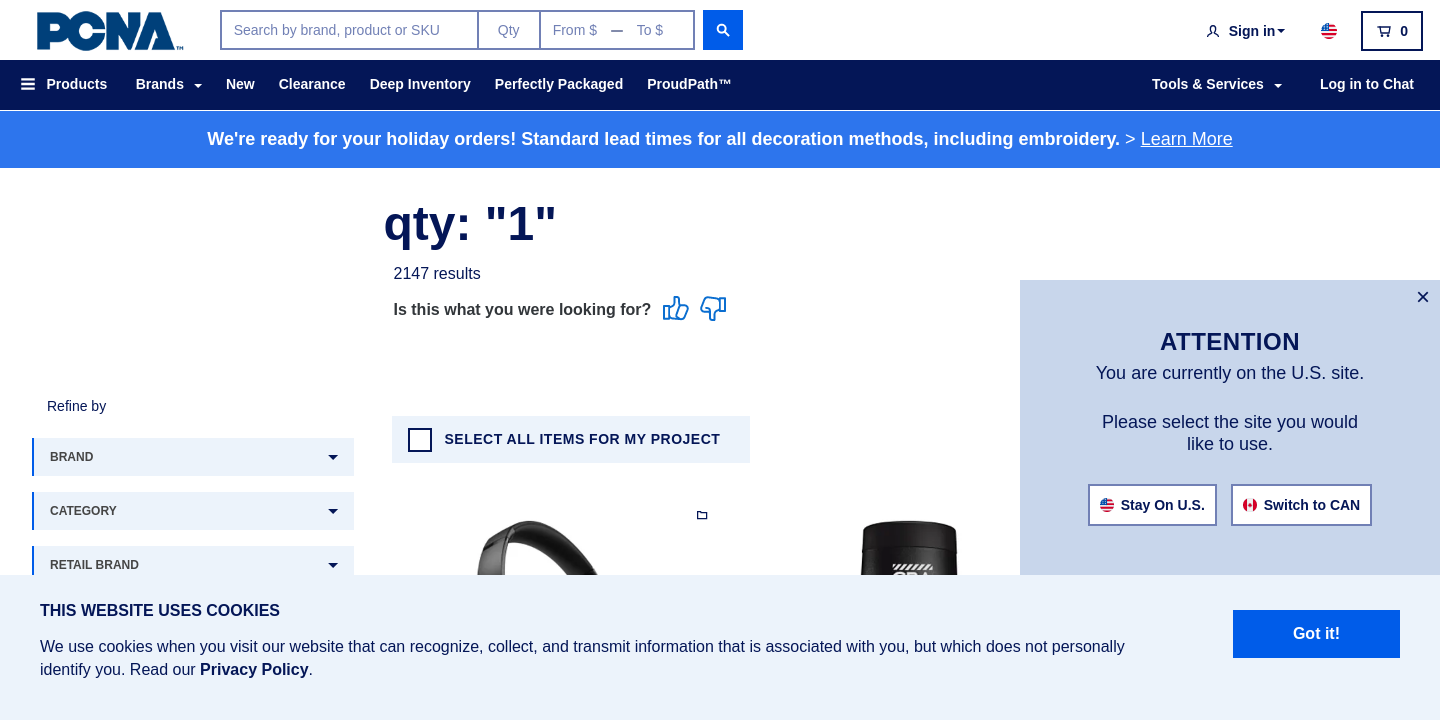 PCNA™
Search by brand, product or SKU
Qty
From $
To $
Sign in
0
Products
Brands
New
Clearance
Deep Inventory
Perfectly Packaged
ProudPath™
Tools & Services
Log in to Chat
We're ready for your holiday orders! Standard lead times for all decoration methods, including embroidery. > Learn More
qty: "1"
2147 results
Is this what you were looking for?
×
ATTENTION
You are currently on the U.S. site.
Please select the site you would
like to use.
Stay On U.S.
Switch to CAN
Refine by
BRAND
CATEGORY
RETAIL BRAND
SELECT ALL ITEMS FOR MY PROJECT
THIS WEBSITE USES COOKIES
We use cookies when you visit our website that can recognize, collect, and transmit information that is associated with you, but which does not personally
identify you. Read our Privacy Policy.
Got it!